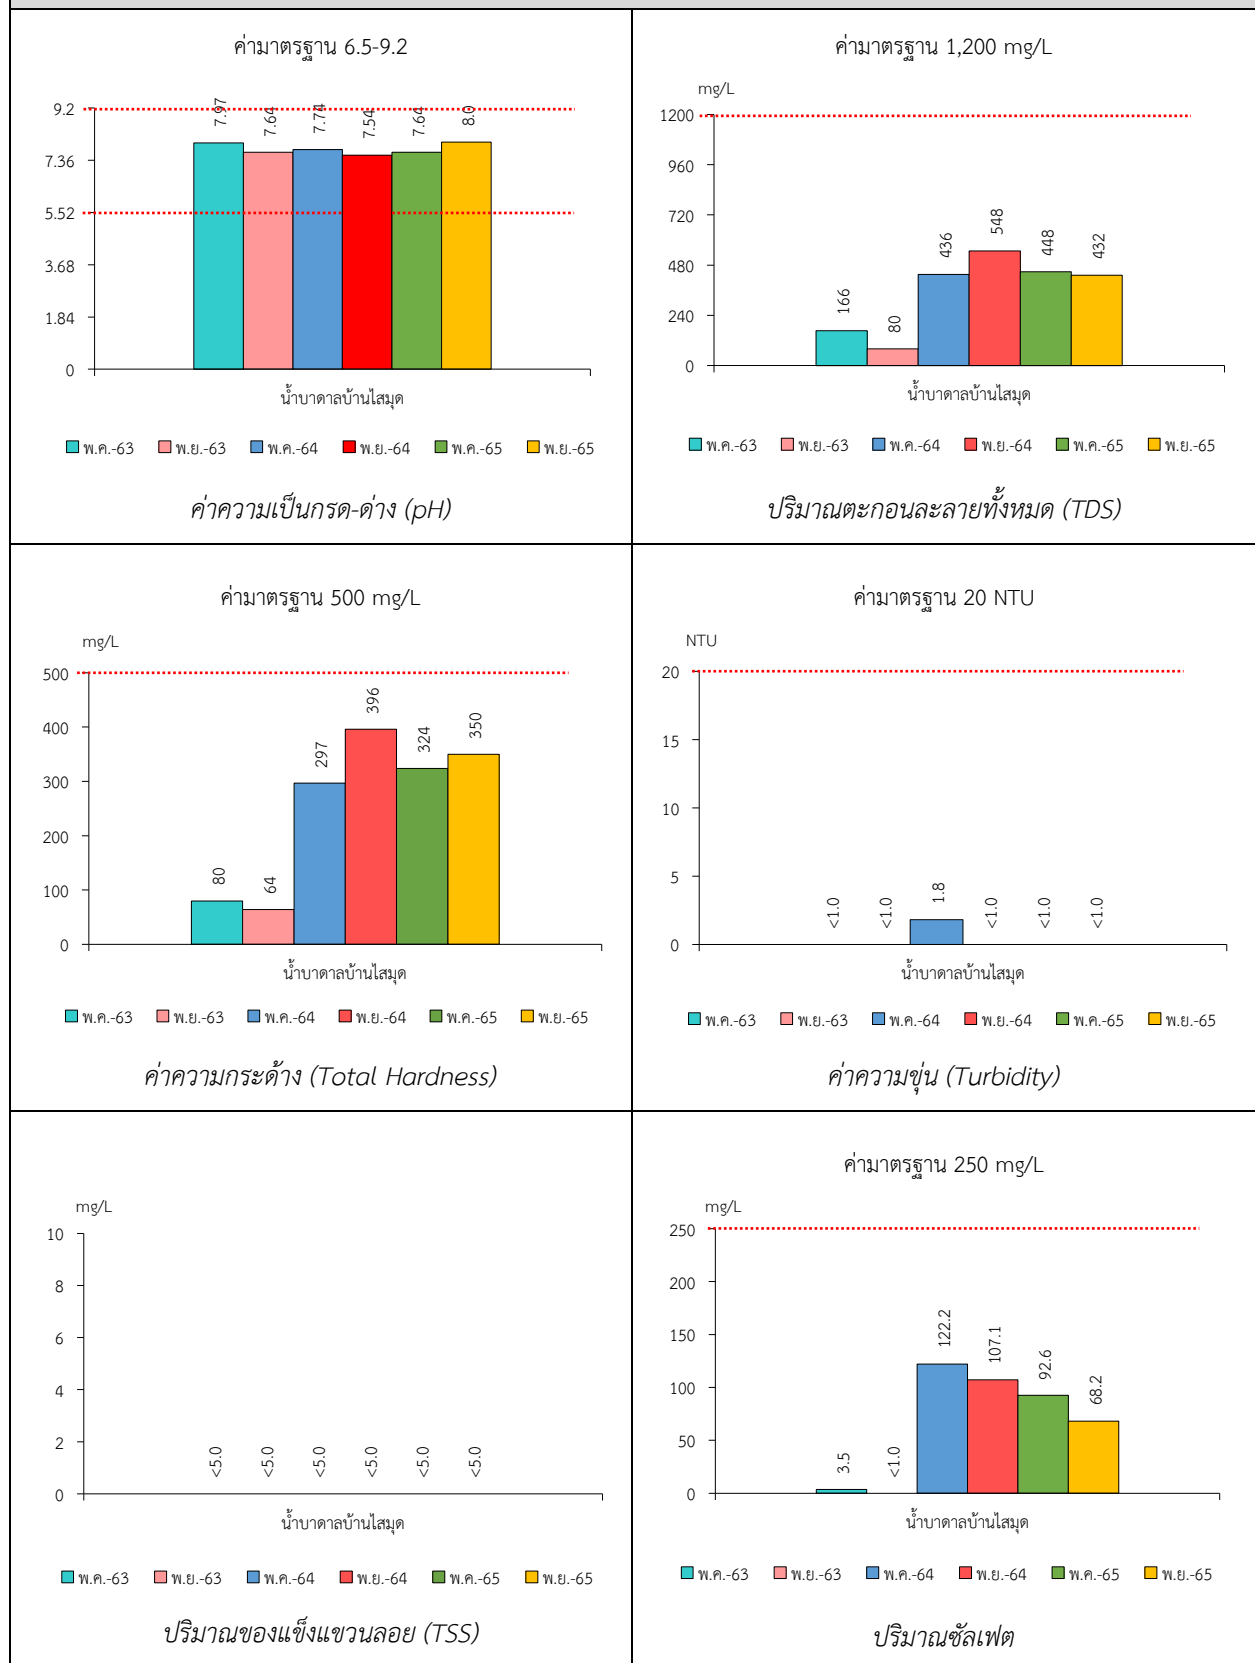 ค่ามาตรฐาน 6.5-9.2
9.2
7.36
5.52
3.68
1.84
0
7.97
7.64
7.74
7.54
7.64
8.0
น้ำบาดาลบ้านไสมุด
พ.ค.-63 พ.ย.-63 พ.ค.-64 พ.ย.-64 พ.ค.-65 พ.ย.-65
ค่าความเป็นกรด-ด่าง (pH)
ค่ามาตรฐาน 1,200 mg/L
mg/L
1200
960
720
480
240
0
166
80
436
548
448
432
น้ำบาดาลบ้านไสมุด
พ.ค.-63 พ.ย.-63 พ.ค.-64 พ.ย.-64 พ.ค.-65 พ.ย.-65
ปริมาณตะกอนละลายทั้งหมด (TDS)
ค่ามาตรฐาน 500 mg/L
mg/L
500
400
300
200
100
0
80
64
297
396
324
350
น้ำบาดาลบ้านไสมุด
พ.ค.-63 พ.ย.-63 พ.ค.-64 พ.ย.-64 พ.ค.-65 พ.ย.-65
ค่าความกระด้าง (Total Hardness)
ค่ามาตรฐาน 20 NTU
NTU
20
15
10
5
0
<1.0
<1.0
1.8
<1.0
<1.0
<1.0
น้ำบาดาลบ้านไสมุด
พ.ค.-63 พ.ย.-63 พ.ค.-64 พ.ย.-64 พ.ค.-65 พ.ย.-65
ค่าความขุ่น (Turbidity)
mg/L
10
8
6
4
2
0
<5.0
<5.0
<5.0
<5.0
<5.0
<5.0
น้ำบาดาลบ้านไสมุด
พ.ค.-63 พ.ย.-63 พ.ค.-64 พ.ย.-64 พ.ค.-65 พ.ย.-65
ปริมาณของแข็งแขวนลอย (TSS)
ค่ามาตรฐาน 250 mg/L
mg/L
250
200
150
100
50
0
3.5
<1.0
122.2
107.1
92.6
68.2
น้ำบาดาลบ้านไสมุด
พ.ค.-63 พ.ย.-63 พ.ค.-64 พ.ย.-64 พ.ค.-65 พ.ย.-65
ปริมาณซัลเฟต